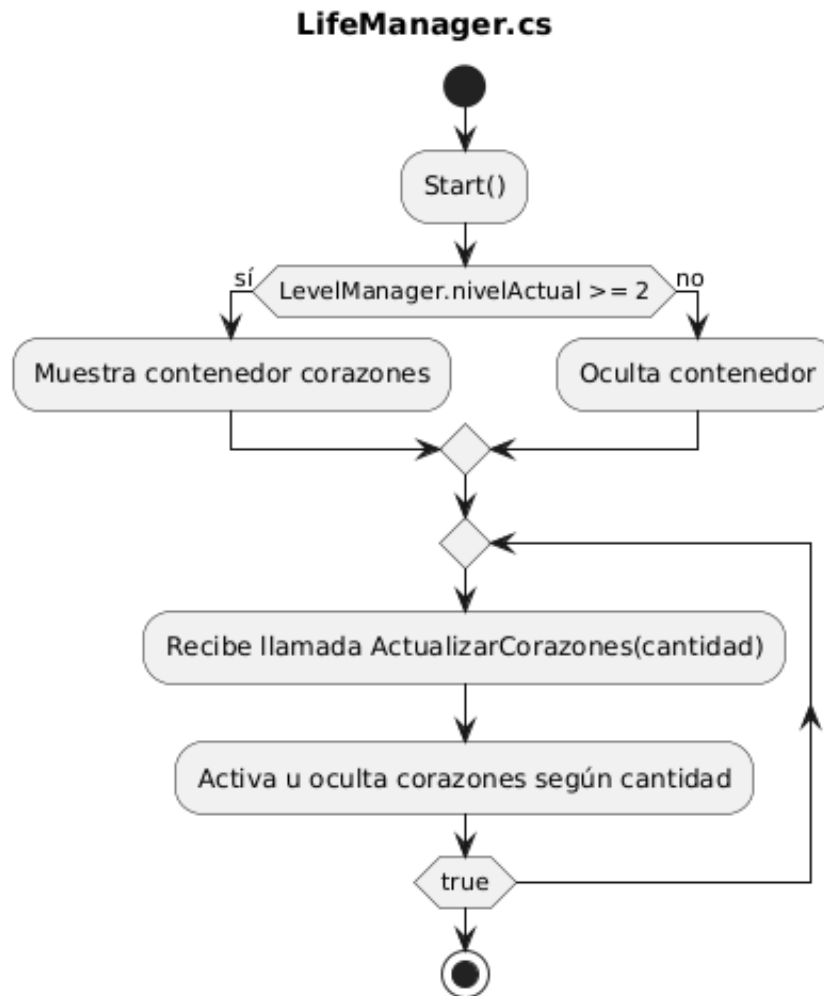 LifeManager.cs
Start()
sí
LevelManager.nivelActual >= 2
no
Muestra contenedor corazones
Oculta contenedor
Recibe llamada ActualizarCorazones(cantidad)
Activa u oculta corazones según cantidad
true